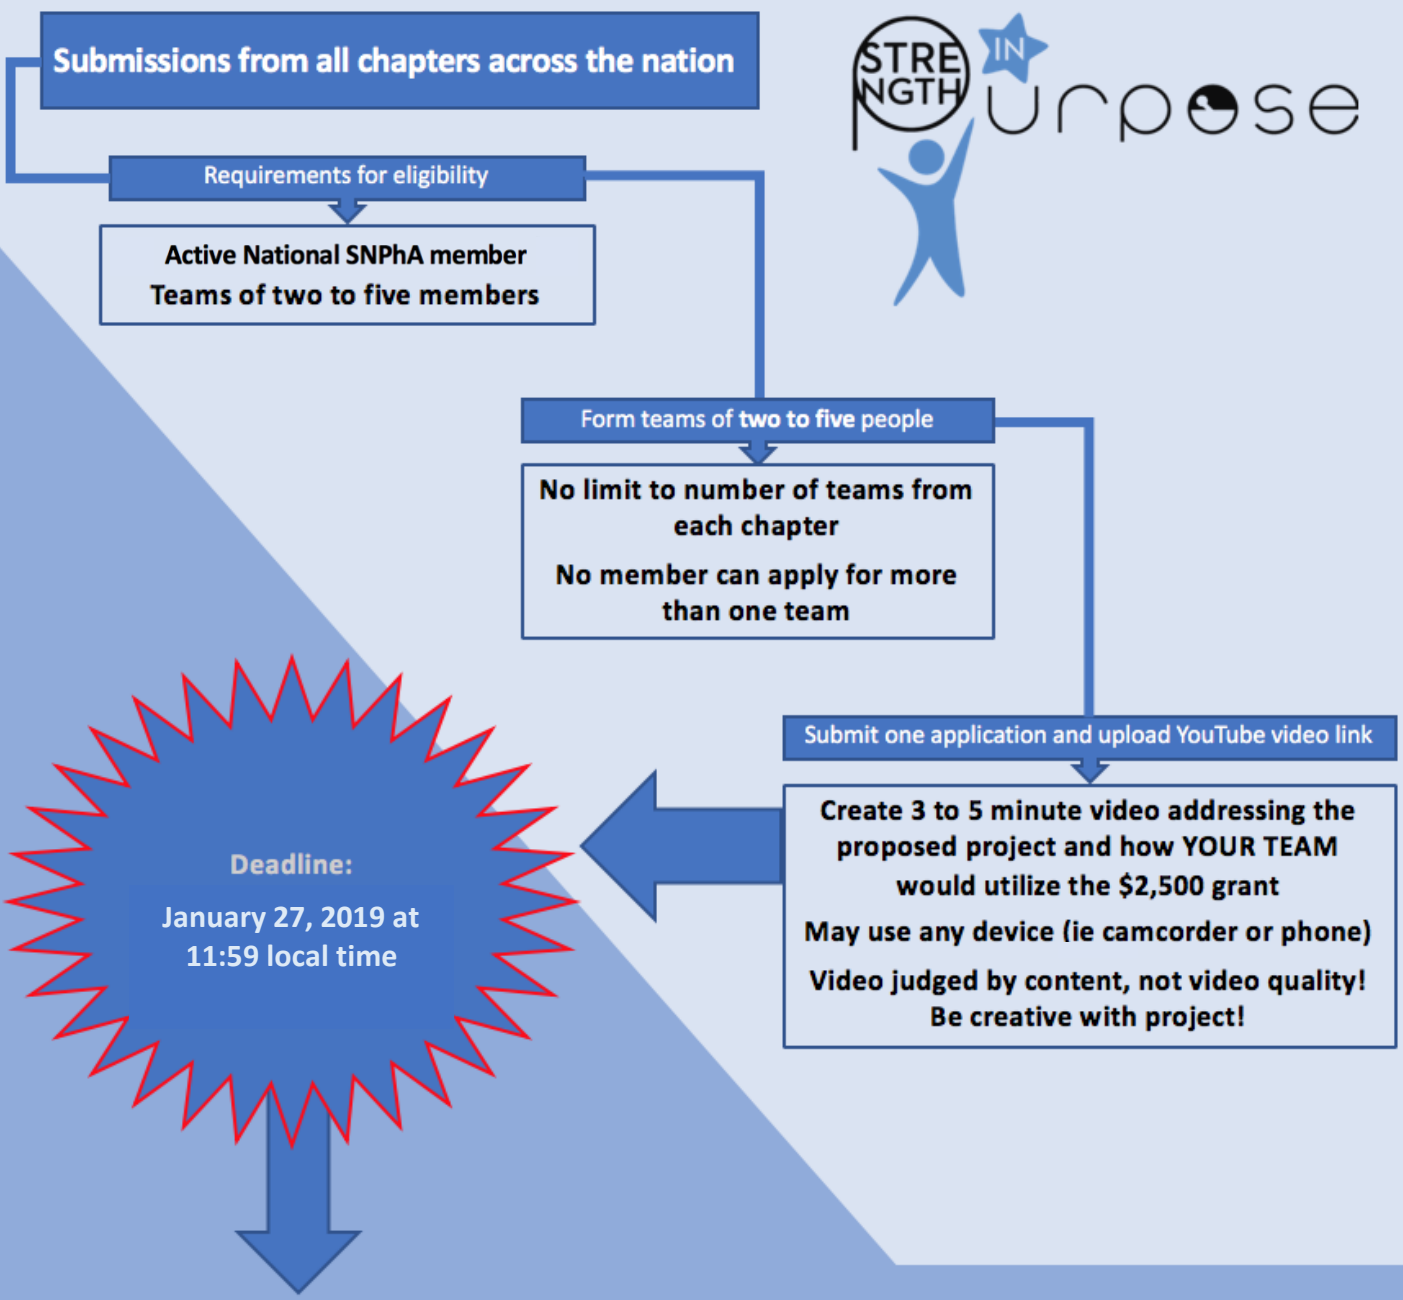 Submissions from all chapters across the nation
STRE
NGTH
IN
purpose
Requirements for eligibility
Active National SNPhA member
Teams of two to five members
Form teams of two to five people
No limit to number of teams from
each chapter
No member can apply for more
than one team
Submit one application and upload YouTube video link
Create 3 to 5 minute video addressing the
proposed project and how YOUR TEAM
would utilize the $2,500 grant
May use any device (ie camcorder or phone)
Video judged by content, not video quality!
Be creative with project!
Deadline:
January 27, 2019 at
11:59 local time